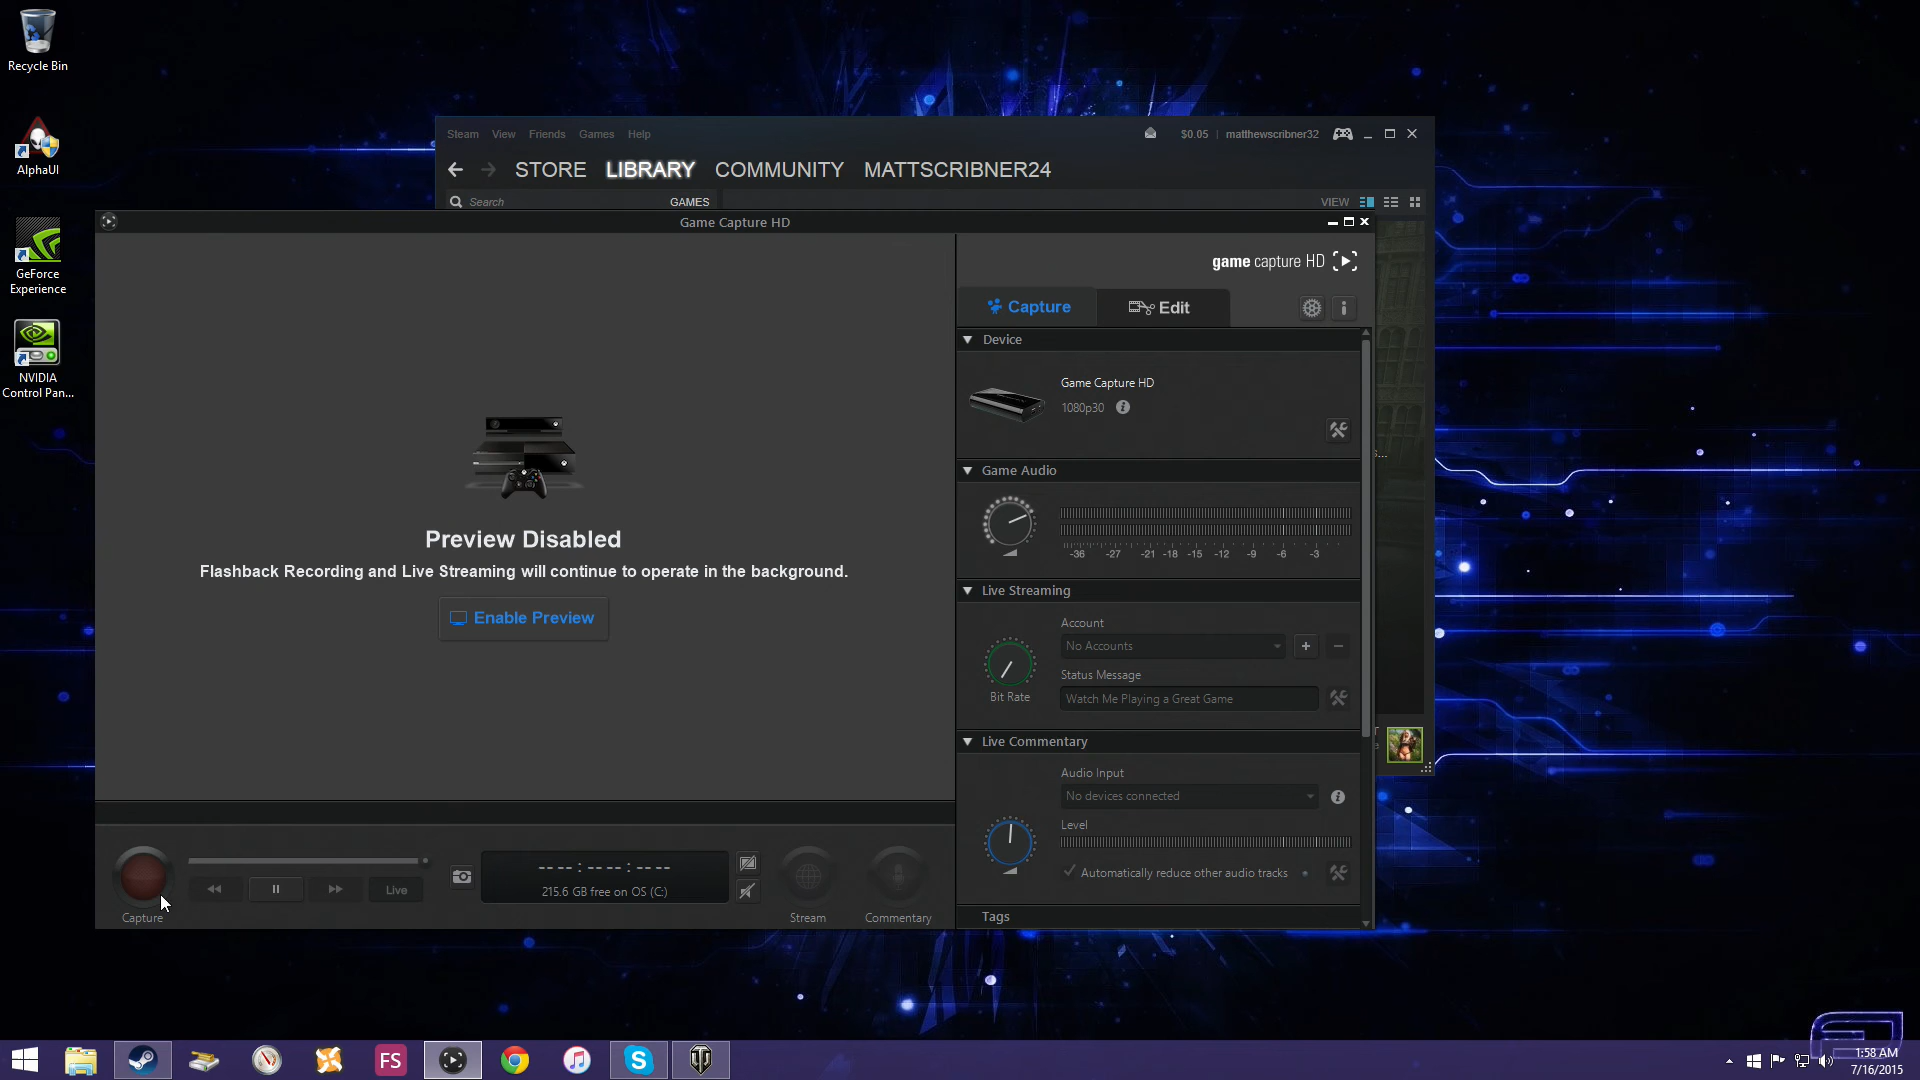 Recycle Bin
AlphaUI
GeForce
Experience
NVIDIA
Control Pan...
Steam View Friends Games Help
$0.05 | matthewscribner32
STORE LIBRARY COMMUNITY MATTSCRIBNER24
Search GAMES VIEW
Game Capture HD
game capture HD
Capture Edit
Device
Game Capture HD
1080p30
Game Audio
-36 -27 -21 -18 -15 -12 -9 -6 -3
Preview Disabled
Flashback Recording and Live Streaming will continue to operate in the background.
Enable Preview
Live Streaming
Account
No Accounts
Status Message
Watch Me Playing a Great Game
Bit Rate
Live Commentary
Audio Input
No devices connected
Level
Automatically reduce other audio tracks
Tags
Live
----:----:----
215.6 GB free on OS (C:)
Capture Stream Commentary
FS
1:58 AM
7/16/2015